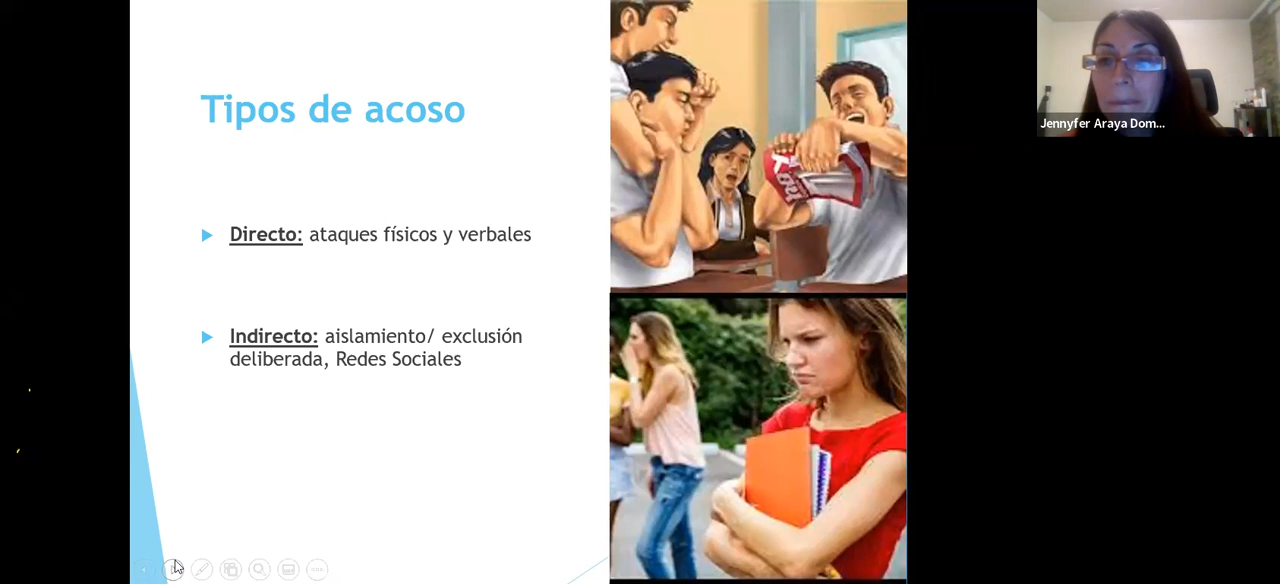 Tipos de acoso
Directo: ataques físicos y verbales
Indirecto: aislamiento/ exclusión
deliberada, Redes Sociales
Jennyfer Araya Dom...